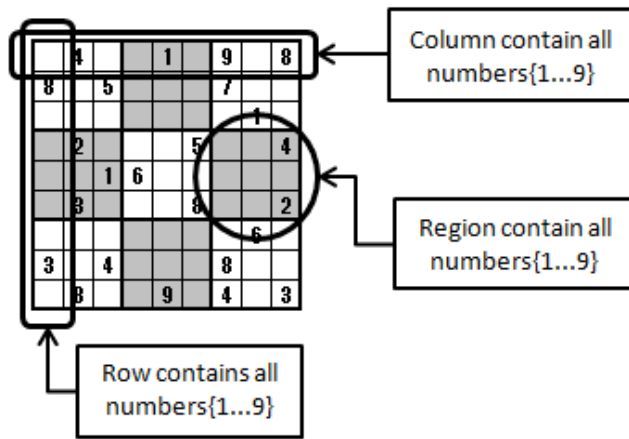 Column contain all
numbers{1...9}
4 1 9 8
8 5 7
1
2 5 4
1 6
3 8 2
6
3 4 8
8 9 4 3
Region contain all
numbers{1...9}
Row contains all
numbers{1...9}